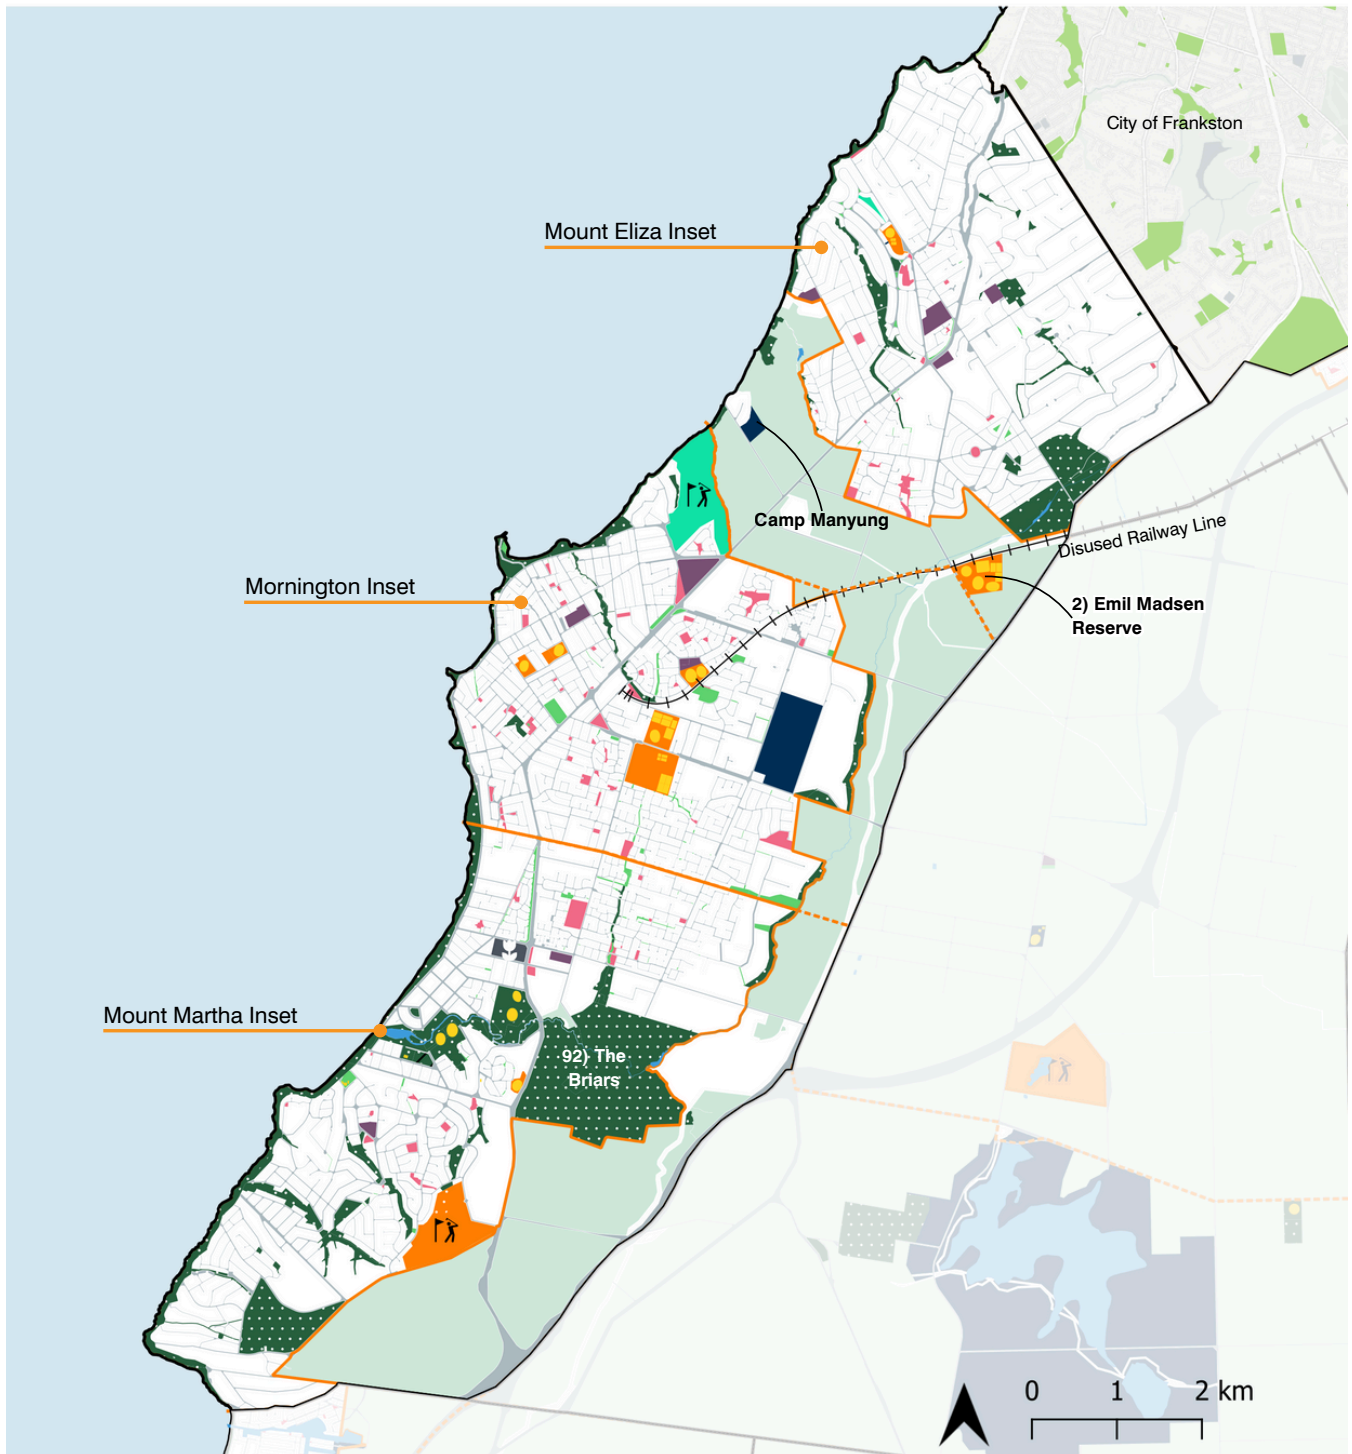 City of Frankston
Mount Eliza Inset
Camp Manyung
Disused Railway Line
Mornington Inset
2) Emil Madsen
Reserve
Mount Martha Inset
92) The
Briars
0 1 2 km